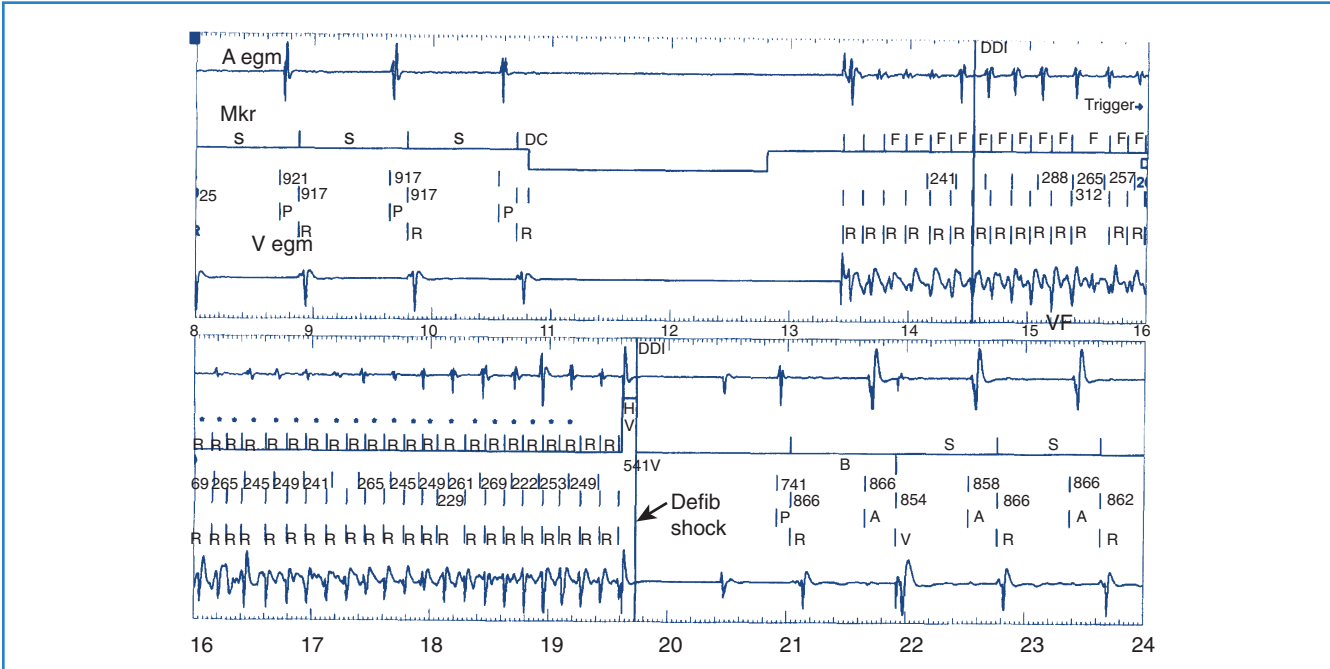 DDI
A egm
Trigger
Mkr
S S S DC F F F F F F F F F F F
921 917 241 288 265 257
25 917 917 312
P P P
R R R R R R R R R R R R R R R R R
V egm
8 9 10 11 12 13 14 15 16
VF
DDI
H
V
R R R R R R R R R R R R R R R R R R R R S S
541V B
69 265 245 249 241 265 245 249 261 269 222 253 249 741 866 858 866
229 866 854 866 862
Defib
shock
P A A A
R R R R R R R R R R R R R R R R R R R R R V R R
16 17 18 19 20 21 22 23 24